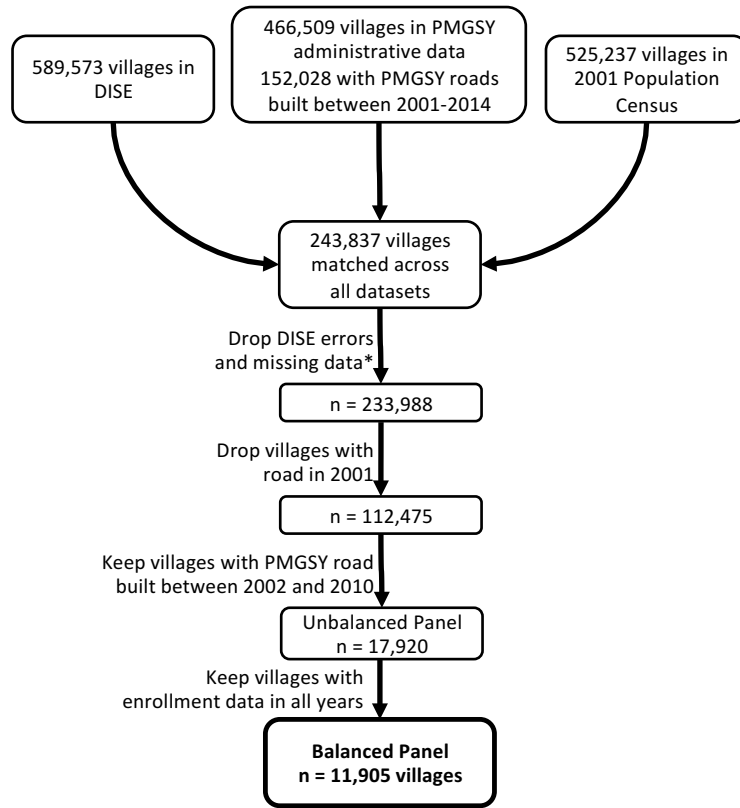 589,573 villages in
DISE
466,509 villages in PMGSY
administrative data
152,028 with PMGSY roads
built between 2001-2014
525,237 villages in
2001 Population
Census
243,837 villages
matched across
all datasets
Drop DISE errors
and missing data*
n = 233,988
Drop villages with
road in 2001
n = 112,475
Keep villages with PMGSY road
built between 2002 and 2010
Unbalanced Panel
n = 17,920
Keep villages with
enrollment data in all years
Balanced Panel
n = 11,905 villages